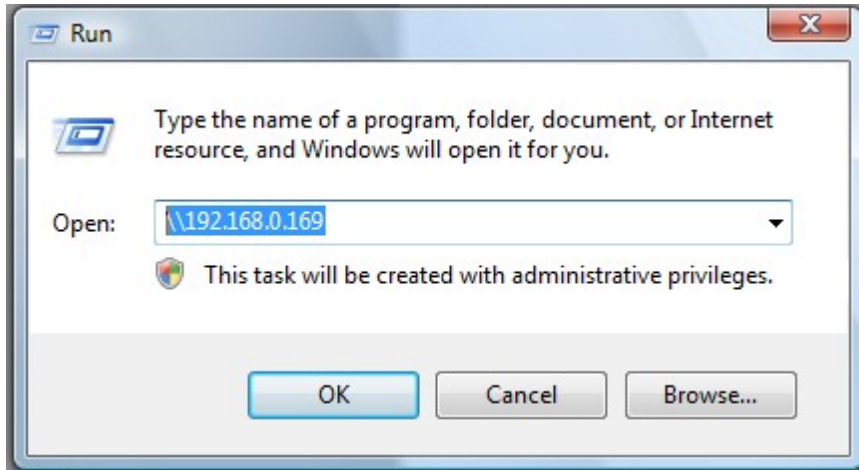 Run
Type the name of a program, folder, document, or Internet
resource, and Windows will open it for you.
Open: \\192.168.0.169
This task will be created with administrative privileges.
OK Cancel Browse...